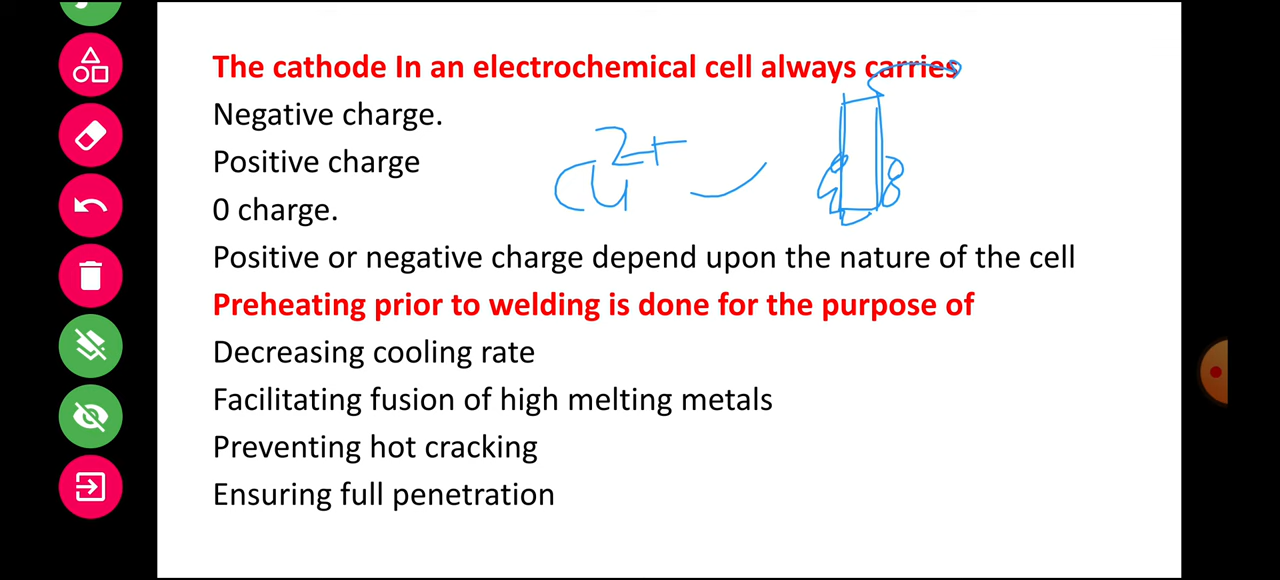 The cathode In an electrochemical cell always carries
Negative charge.
Positive charge
Cu2+
0 charge.
Positive or negative charge depend upon the nature of the cell
Preheating prior to welding is done for the purpose of
Decreasing cooling rate
Facilitating fusion of high melting metals
Preventing hot cracking
Ensuring full penetration